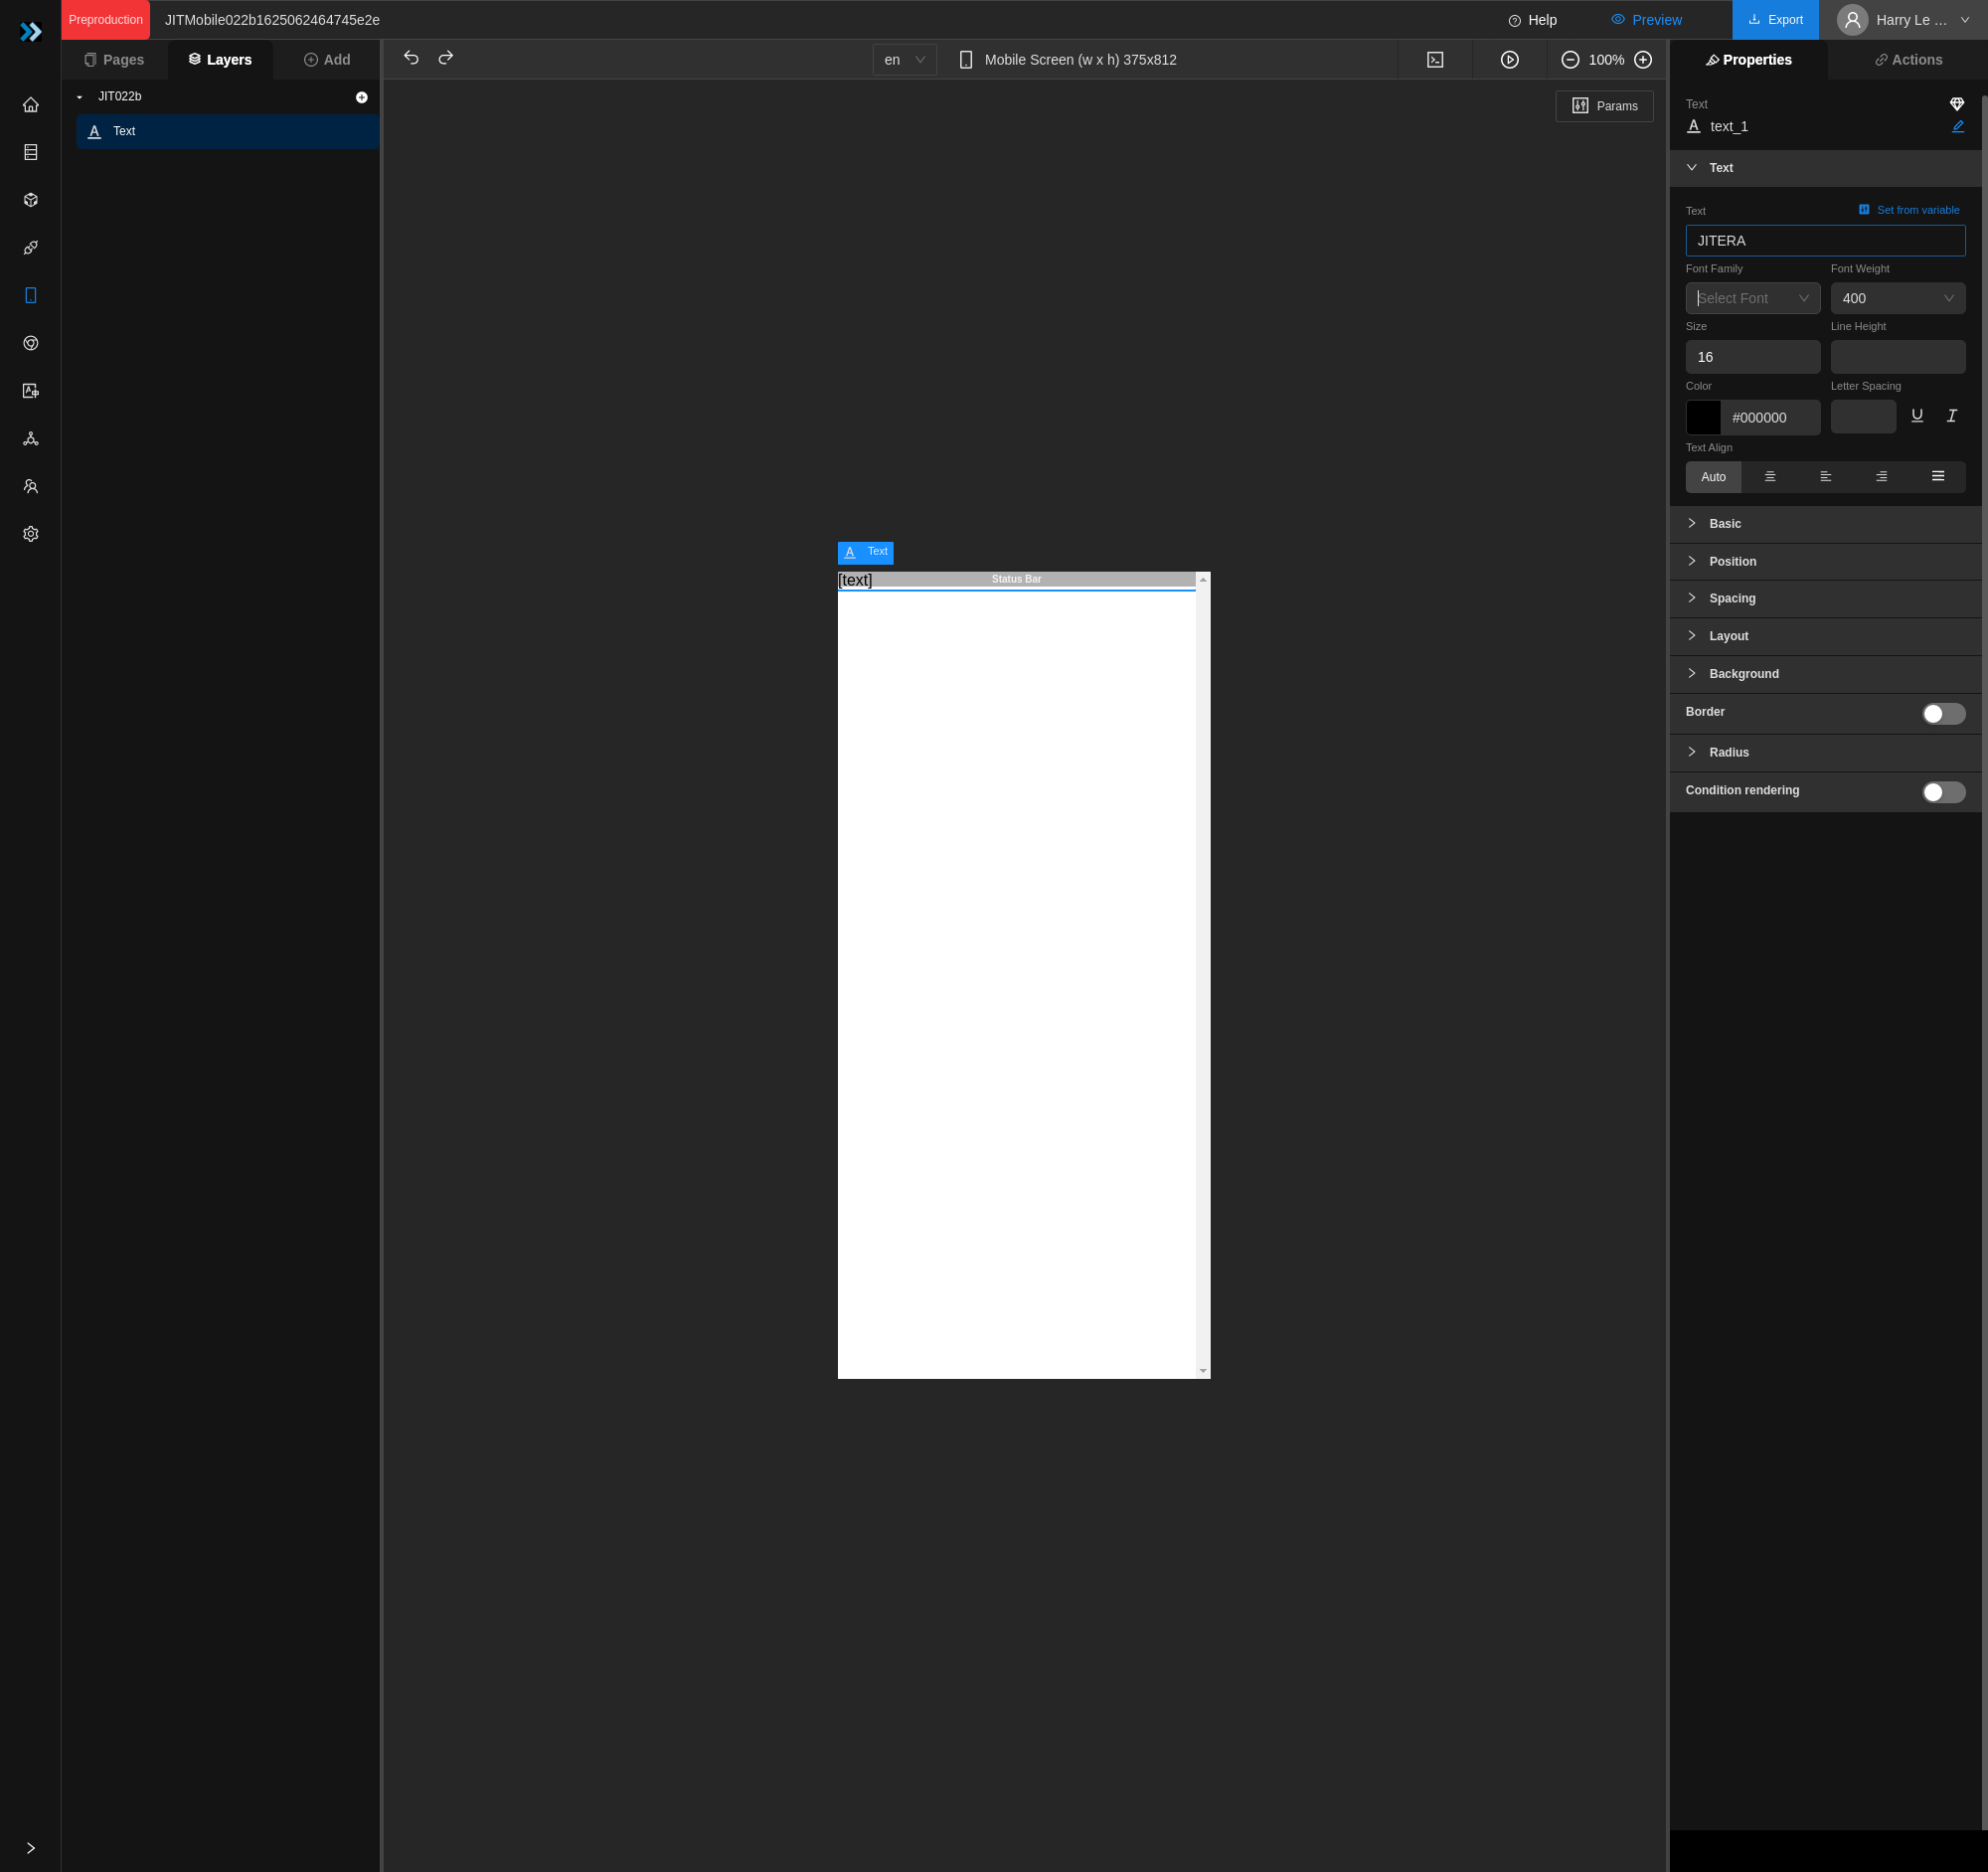 Preproduction
JITMobile022b1625062464745e2e
Help
Preview
Export
Harry Le ...
Pages
Layers
Add
en
Mobile Screen (w x h) 375x812
100%
Properties
Actions
JIT022b
Text
Params
Text
text_1
Text
Text
Set from variable
JITERA
Font Family
Font Weight
Select Font
400
Size
Line Height
16
Color
Letter Spacing
#000000
Text Align
Auto
Basic
Position
Spacing
Layout
Background
Border
Radius
Condition rendering
Text
[text]
Status Bar